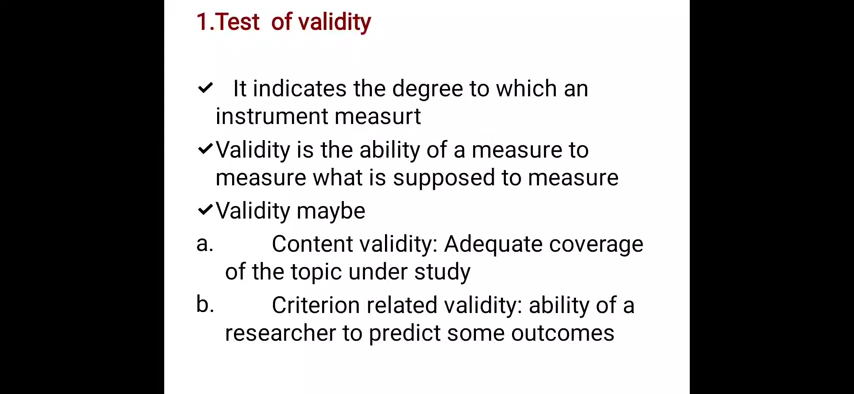 1.Test of validity
✔ It indicates the degree to which an
instrument measurt
✔Validity is the ability of a measure to
measure what is supposed to measure
✔Validity maybe
a. Content validity: Adequate coverage
of the topic under study
b. Criterion related validity: ability of a
researcher to predict some outcomes